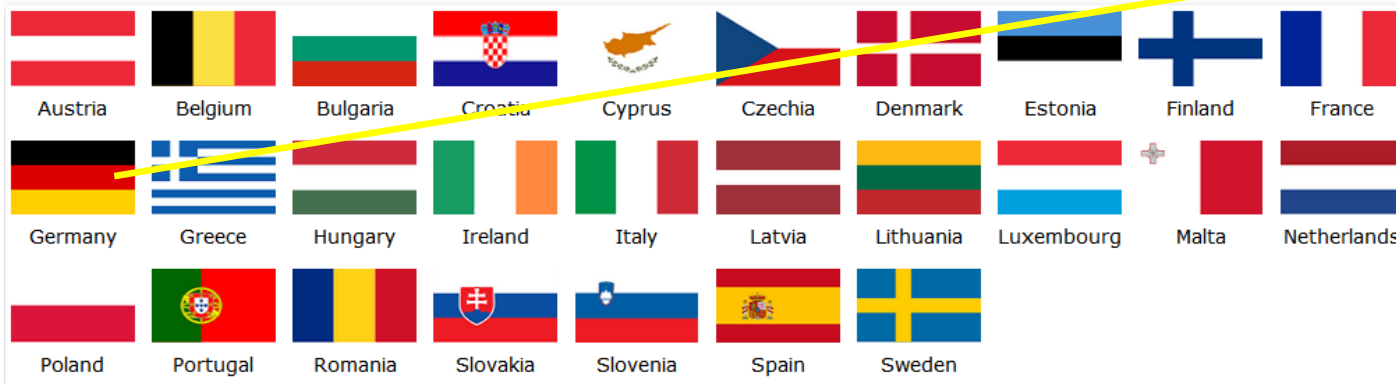 Austria Belgium Bulgaria Croatia Cyprus Czechia Denmark Estonia Finland France
Germany Greece Hungary Ireland Italy Latvia Lithuania Luxembourg Malta Netherlands
Poland Portugal Romania Slovakia Slovenia Spain Sweden